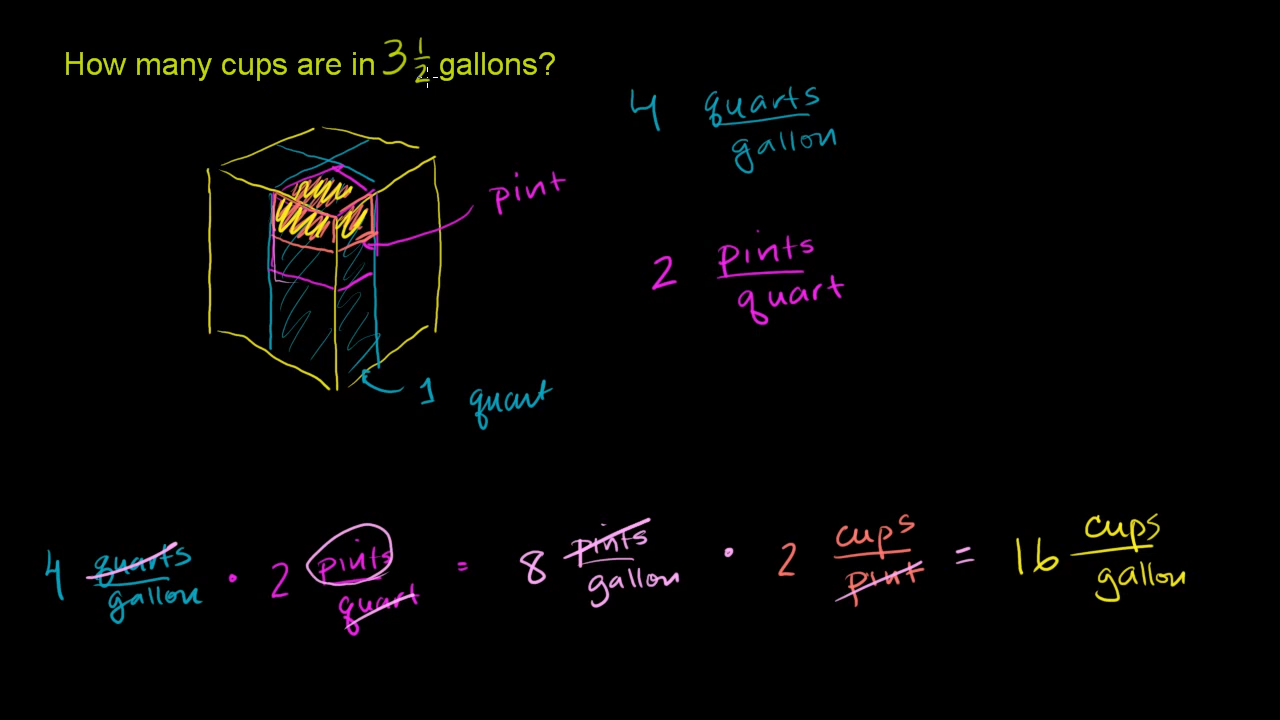 How many cups are in 3 1/2 gallons?
4 quarts/gallon
pint
2 pints/quart
1 quart
4 quarts/gallon · 2 pints/quart = 8 pints/gallon · 2 cups/pint = 16 cups/gallon